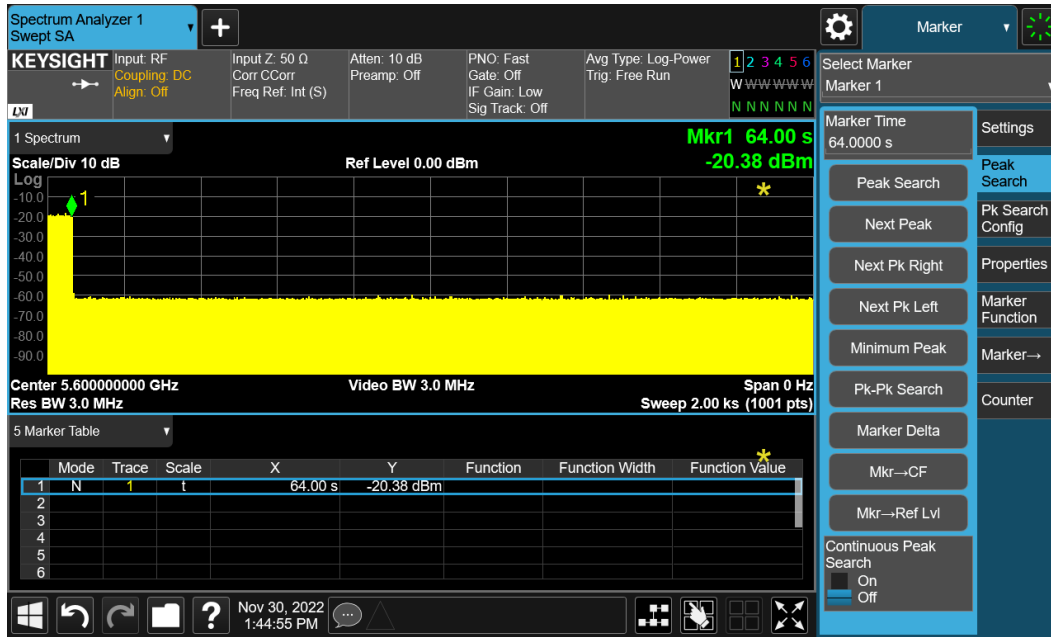 Spectrum Analyzer 1
Swept SA
+
Marker
KEYSIGHT
LXI
Input: RF
Coupling: DC
Align: Off
Input Z: 50 Ω
Corr CCorr
Freq Ref: Int (S)
Atten: 10 dB
Preamp: Off
PNO: Fast
Gate: Off
IF Gain: Low
Sig Track: Off
Avg Type: Log-Power
Trig: Free Run
1 2 3 4 5 6
W W W W W W
N N N N N N
Select Marker
Marker 1
1 Spectrum
Mkr1 64.00 s
-20.38 dBm
Scale/Div 10 dB
Ref Level 0.00 dBm
Log
-10.0
-20.0
-30.0
-40.0
-50.0
-60.0
-70.0
-80.0
-90.0
1
*
Center 5.600000000 GHz
Video BW 3.0 MHz
Span 0 Hz
Res BW 3.0 MHz
Sweep 2.00 ks (1001 pts)
5 Marker Table
*
Mode Trace Scale X Y Function Function Width Function Value
1 N 1 t 64.00 s -20.38 dBm
2
3
4
5
6
Marker Time
64.0000 s
Peak Search
Next Peak
Next Pk Right
Next Pk Left
Minimum Peak
Pk-Pk Search
Marker Delta
Mkr→CF
Mkr→Ref Lvl
Continuous Peak
Search
On
Off
Settings
Peak
Search
Pk Search
Config
Properties
Marker
Function
Marker→
Counter
?
Nov 30, 2022
1:44:55 PM